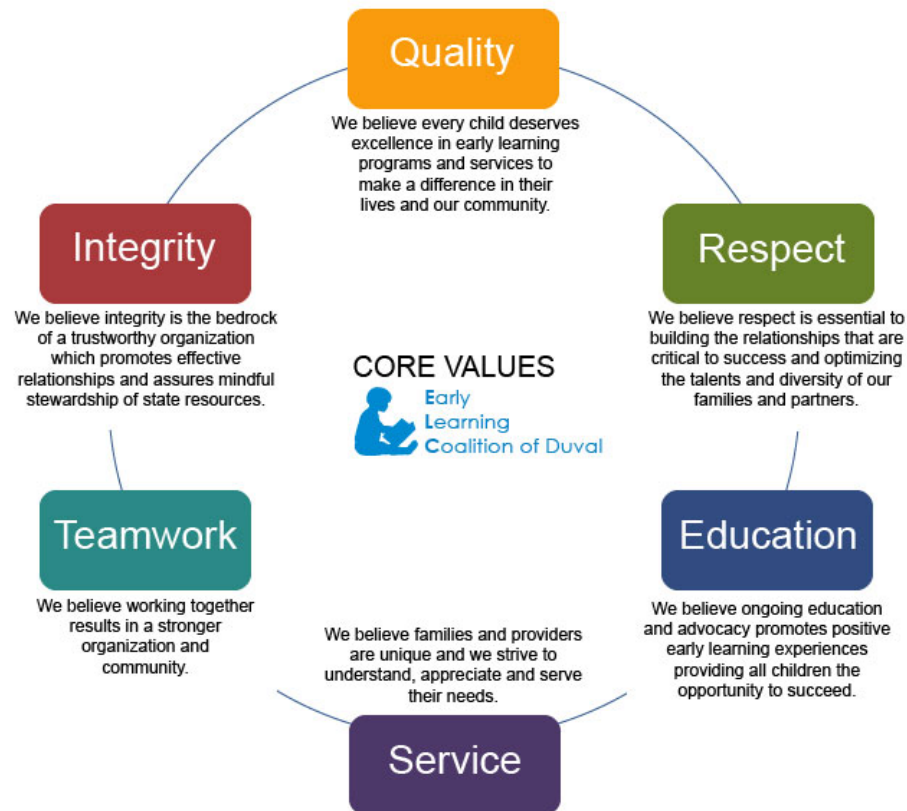 Quality
We believe every child deserves
excellence in early learning
programs and services to
make a difference in their
lives and our community.
Integrity
We believe integrity is the bedrock
of a trustworthy organization
which promotes effective
relationships and assures mindful
stewardship of state resources.
Respect
We believe respect is essential to
building the relationships that are
critical to success and optimizing
the talents and diversity of our
families and partners.
CORE VALUES
Early
Learning
Coalition of Duval
Teamwork
We believe working together
results in a stronger
organization and
community.
Education
We believe ongoing education
and advocacy promotes positive
early learning experiences
providing all children the
opportunity to succeed.
We believe families and providers
are unique and we strive to
understand, appreciate and serve
their needs.
Service